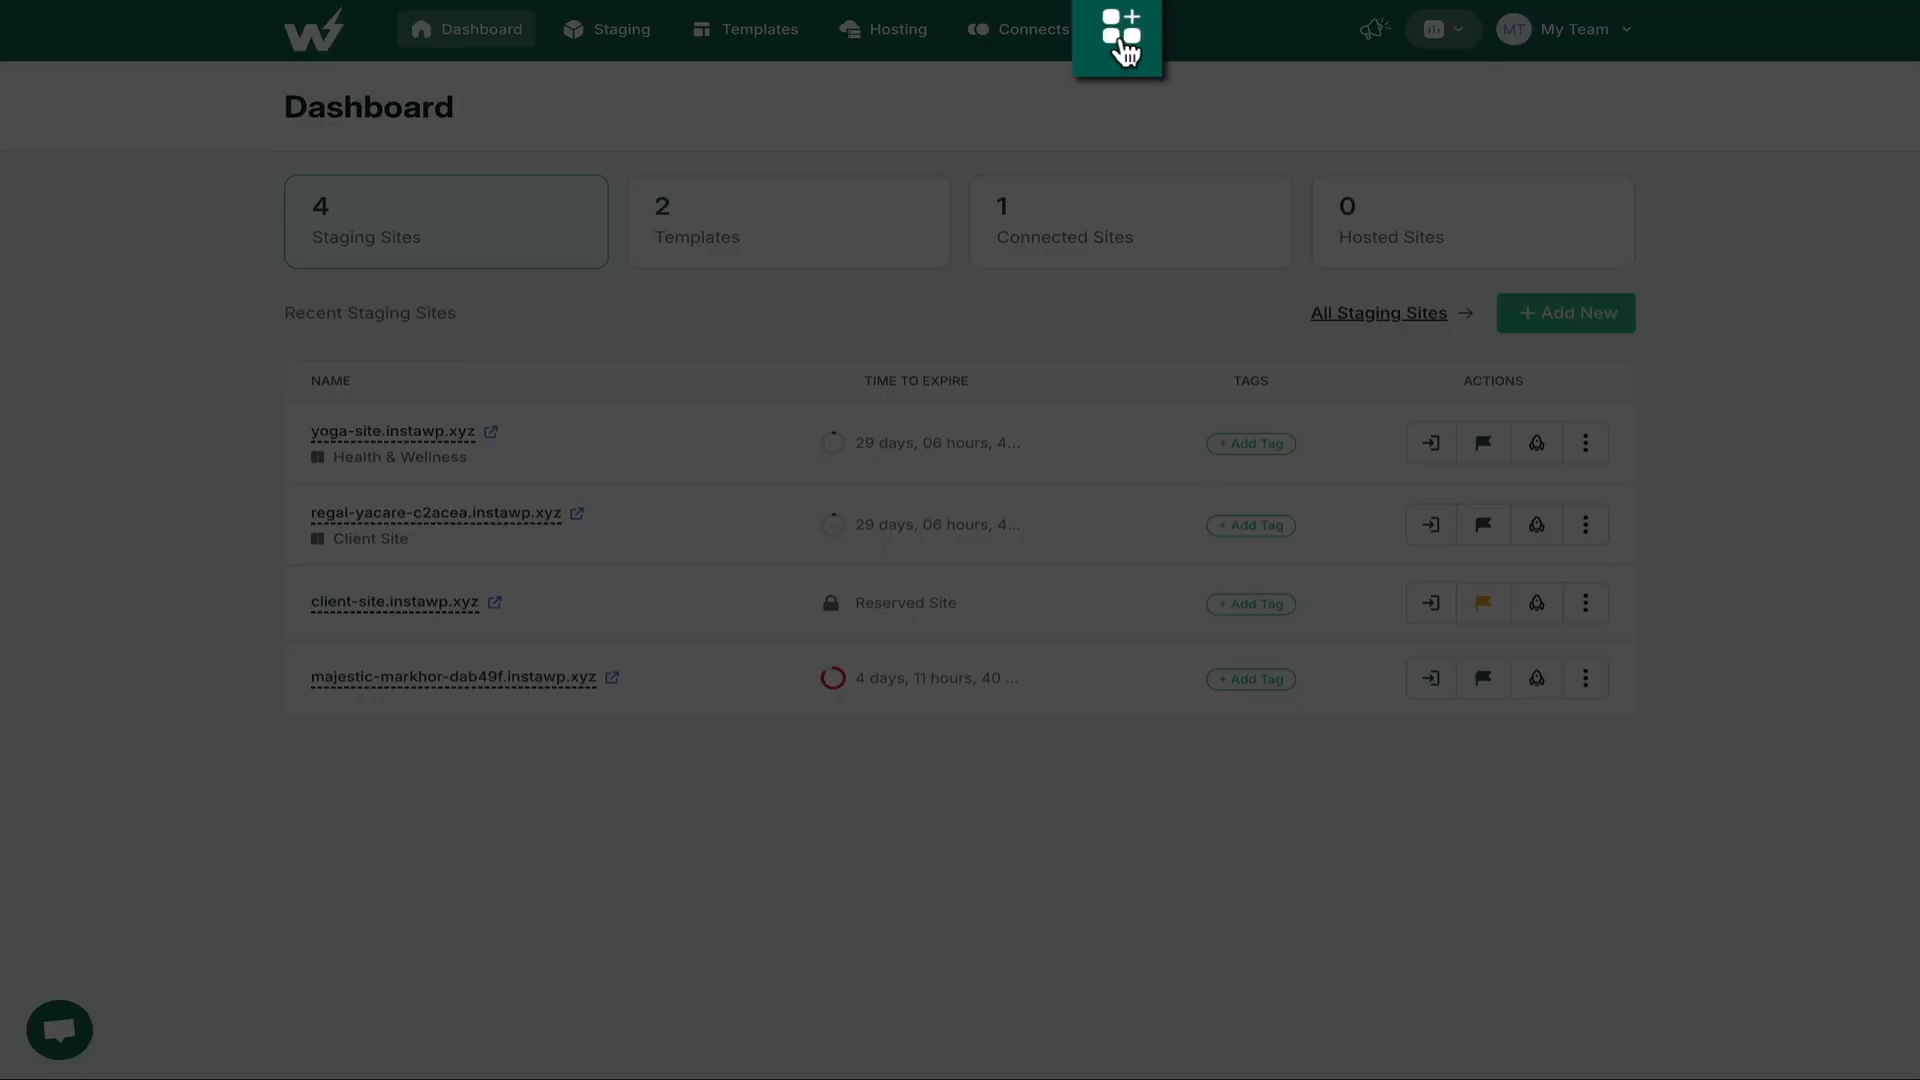 Dashboard
Staging
Templates
Hosting
Connects
MT
My Team
Dashboard
4
Staging Sites
2
Templates
1
Connected Sites
0
Hosted Sites
Recent Staging Sites
All Staging Sites →
+ Add New
NAME
TIME TO EXPIRE
TAGS
ACTIONS
yoga-site.instawp.xyz
Health & Wellness
29 days, 06 hours, 4...
+ Add Tag
regal-yacare-c2acea.instawp.xyz
Client Site
29 days, 06 hours, 4...
+ Add Tag
client-site.instawp.xyz
Reserved Site
+ Add Tag
majestic-markhor-dab49f.instawp.xyz
4 days, 11 hours, 40 ...
+ Add Tag